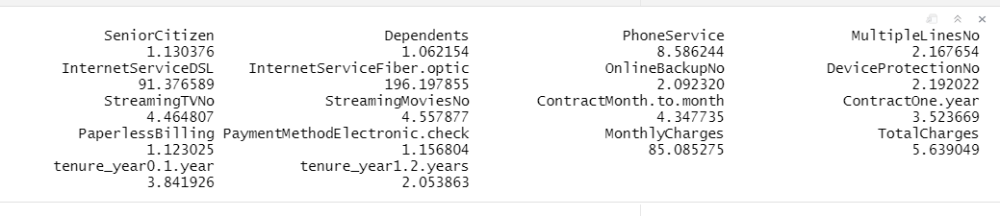 SeniorCitizen Dependents PhoneService MultipleLinesNo
1.130376 1.062154 8.586244 2.167654
InternetServiceDSL InternetServiceFiber.optic OnlineBackupNo DeviceProtectionNo
91.376589 196.197855 2.092320 2.192022
StreamingTVNo StreamingMoviesNo ContractMonth.to.month ContractOne.year
4.464807 4.557877 4.347735 3.523669
PaperlessBilling PaymentMethodElectronic.check MonthlyCharges TotalCharges
1.123025 1.156804 85.085275 5.639049
tenure_year0.1.year tenure_year1.2.years
3.841926 2.053863